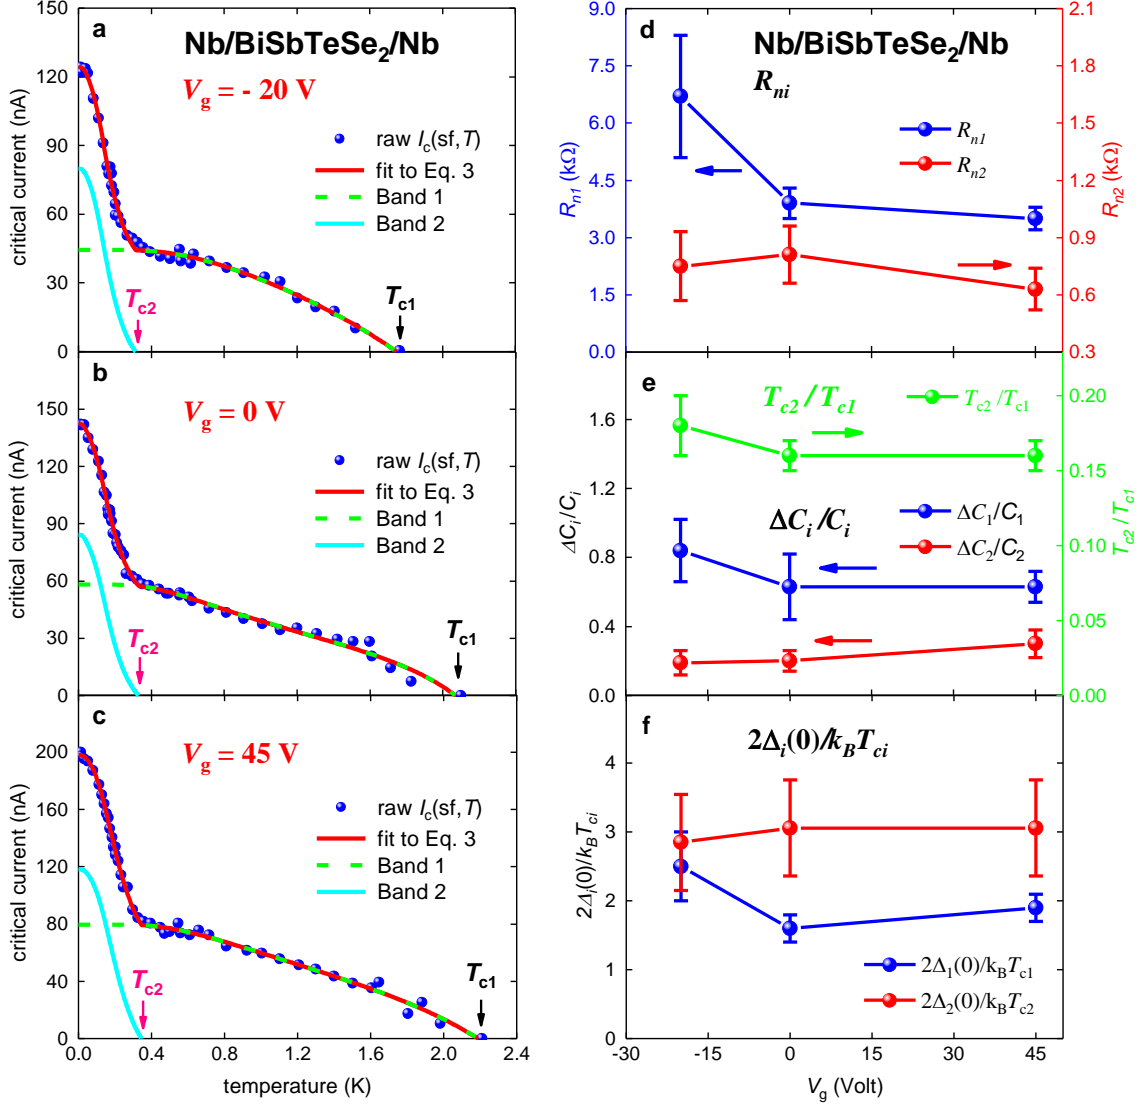 a
Nb/BiSbTeSe2/Nb
Vg = - 20 V
raw Ic(sf,T)
fit to Eq. 3
Band 1
Band 2
Tc2
Tc1
critical current (nA)
150
120
90
60
30
0
b
Vg = 0 V
raw Ic(sf,T)
fit to Eq. 3
Band 1
Band 2
Tc2
Tc1
critical current (nA)
150
120
90
60
30
0
c
Vg = 45 V
raw Ic(sf,T)
fit to Eq. 3
Band 1
Band 2
Tc2
Tc1
critical current (nA)
200
160
120
80
40
0
0.0 0.4 0.8 1.2 1.6 2.0 2.4
temperature (K)
d
Nb/BiSbTeSe2/Nb
Rni
Rn1
Rn2
Rn1 (kΩ)
9.0
7.5
6.0
4.5
3.0
1.5
0.0
Rn2 (kΩ)
2.1
1.8
1.5
1.2
0.9
0.6
0.3
e
Tc2/Tc1
Tc2/Tc1
ΔCi/Ci
ΔC1/C1
ΔC2/C2
ΔCi/Ci
1.6
1.2
0.8
0.4
0.0
Tc2/Tc1
0.20
0.15
0.10
0.05
0.00
f
2Δi(0)/kBTci
2Δ1(0)/kBTc1
2Δ2(0)/kBTc2
2Δi(0)/kBTci
4
3
2
1
0
-30 -15 0 15 30 45
Vg (Volt)